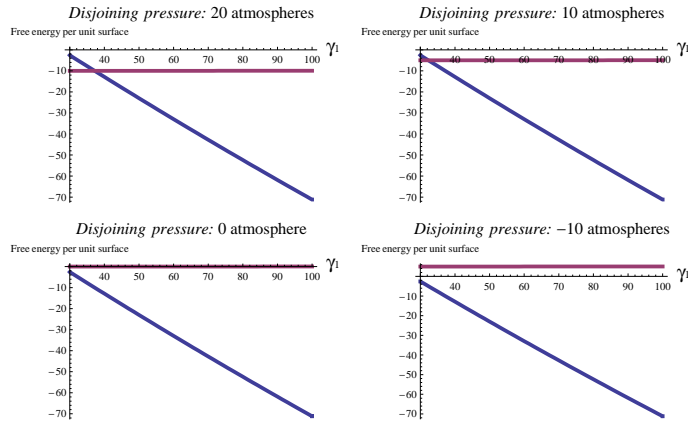 Disjoining pressure: 20 atmospheres
Free energy per unit surface
γ1
40 50 60 70 80 90 100
−10
−20
−30
−40
−50
−60
−70
Disjoining pressure: 10 atmospheres
Free energy per unit surface
γ1
40 50 60 70 80 90 100
−10
−20
−30
−40
−50
−60
−70
Disjoining pressure: 0 atmosphere
Free energy per unit surface
γ1
40 50 60 70 80 90 100
−10
−20
−30
−40
−50
−60
−70
Disjoining pressure: −10 atmospheres
Free energy per unit surface
γ1
40 50 60 70 80 90 100
−10
−20
−30
−40
−50
−60
−70